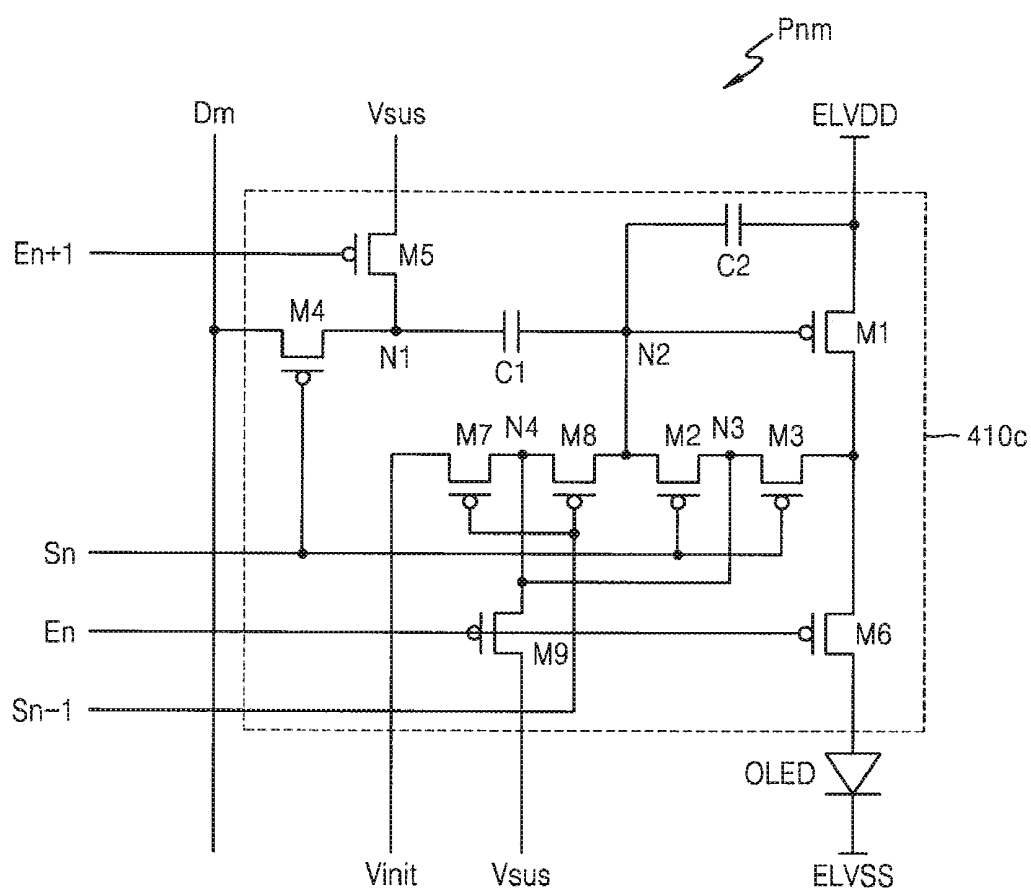 Pnm
Dm
Vsus
ELVDD
En+1
M5
C2
M4
N1
C1
N2
M1
M7
N4
M8
M2
N3
M3
410c
Sn
En
M9
M6
Sn-1
OLED
Vinit
Vsus
ELVSS